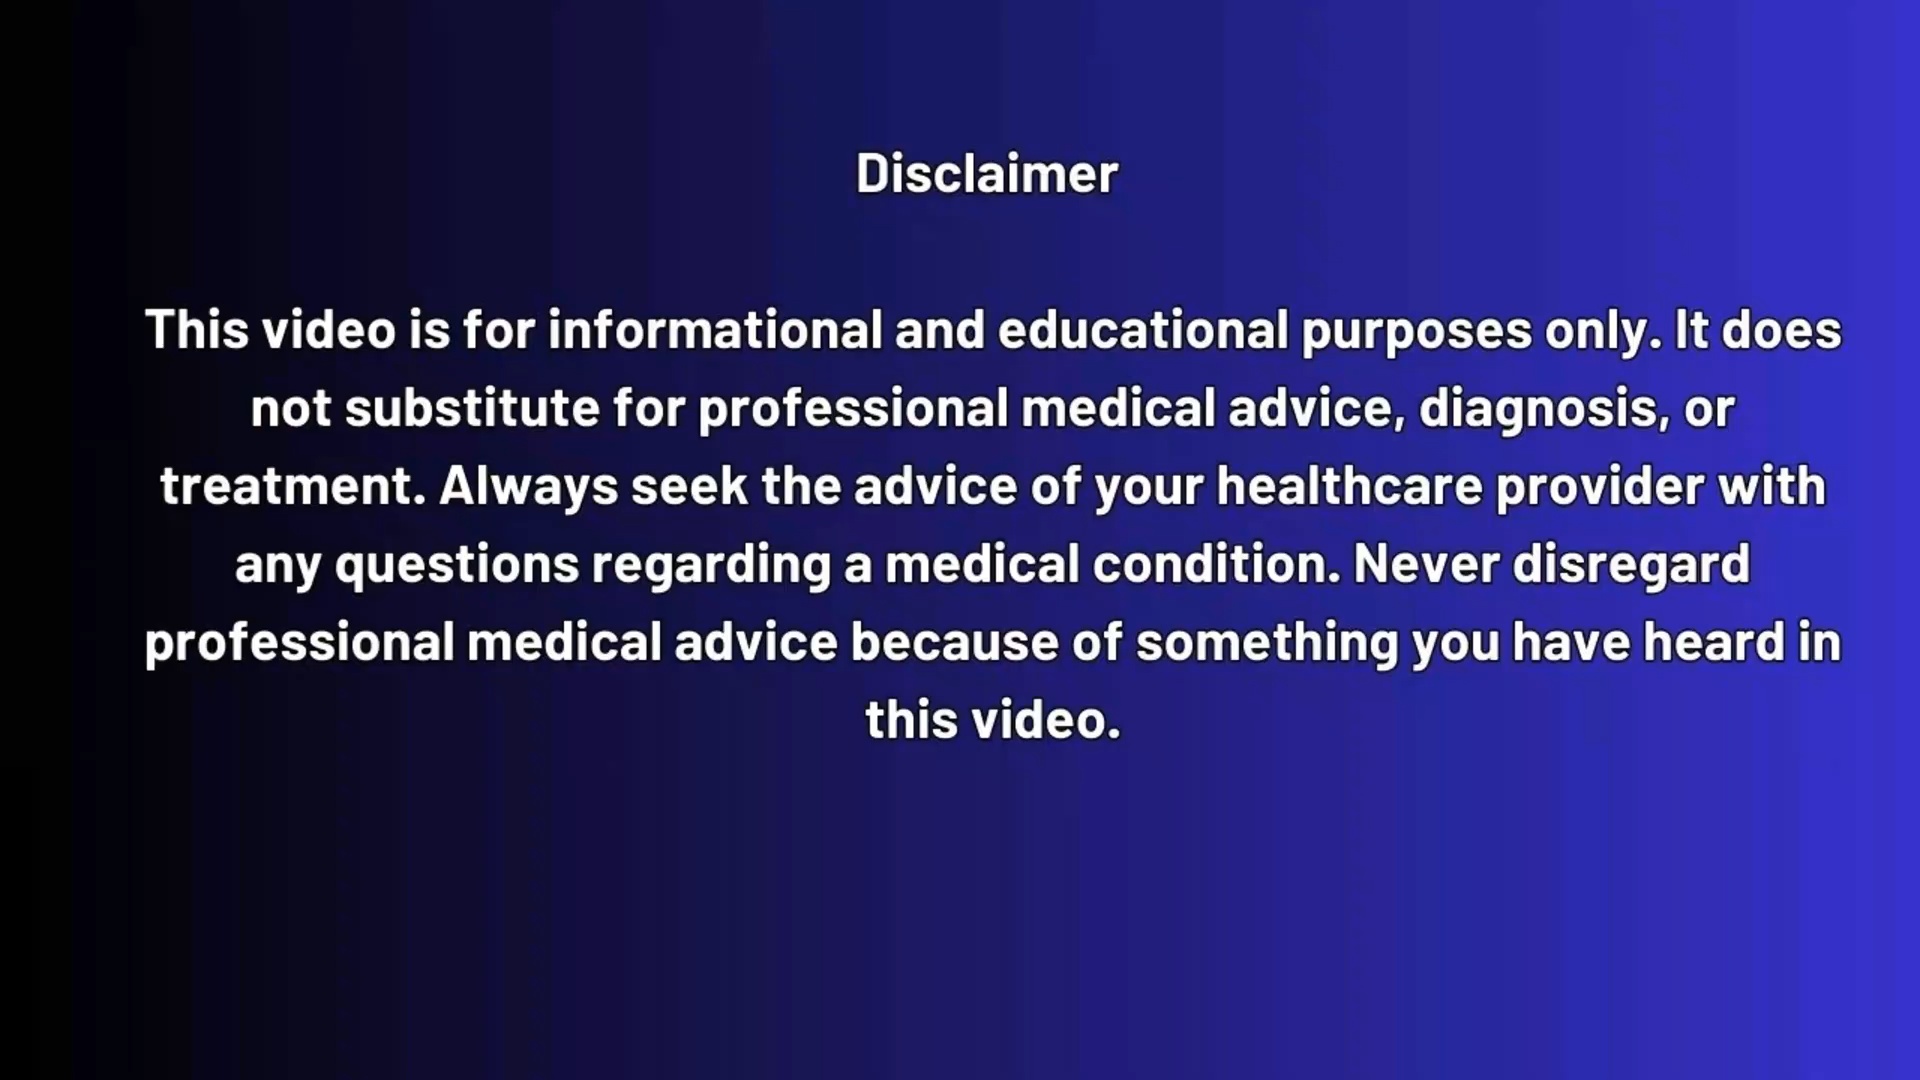 Disclaimer
This video is for informational and educational purposes only. It does
not substitute for professional medical advice, diagnosis, or
treatment. Always seek the advice of your healthcare provider with
any questions regarding a medical condition. Never disregard
professional medical advice because of something you have heard in
this video.